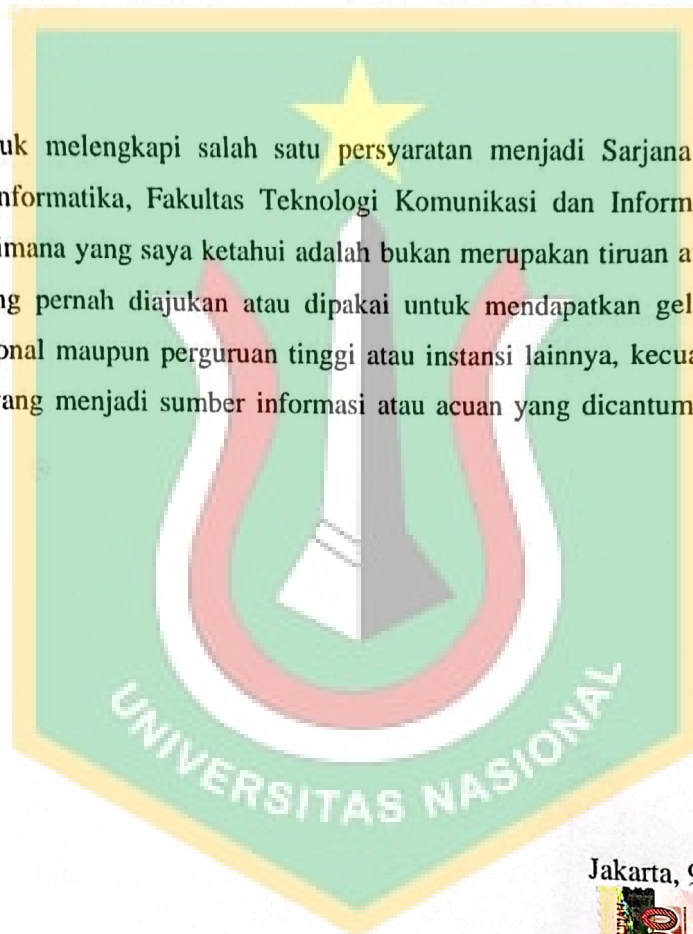 uk melengkapi salah satu persyaratan menjadi Sarjana
nformatika, Fakultas Teknologi Komunikasi dan Inform
imana yang saya ketahui adalah bukan merupakan tiruan a
ng pernah diajukan atau dipakai untuk mendapatkan gel
onal maupun perguruan tinggi atau instansi lainnya, kecua
yang menjadi sumber informasi atau acuan yang dicantum
UNIVERSITAS NASIONAL
Jakarta, 9